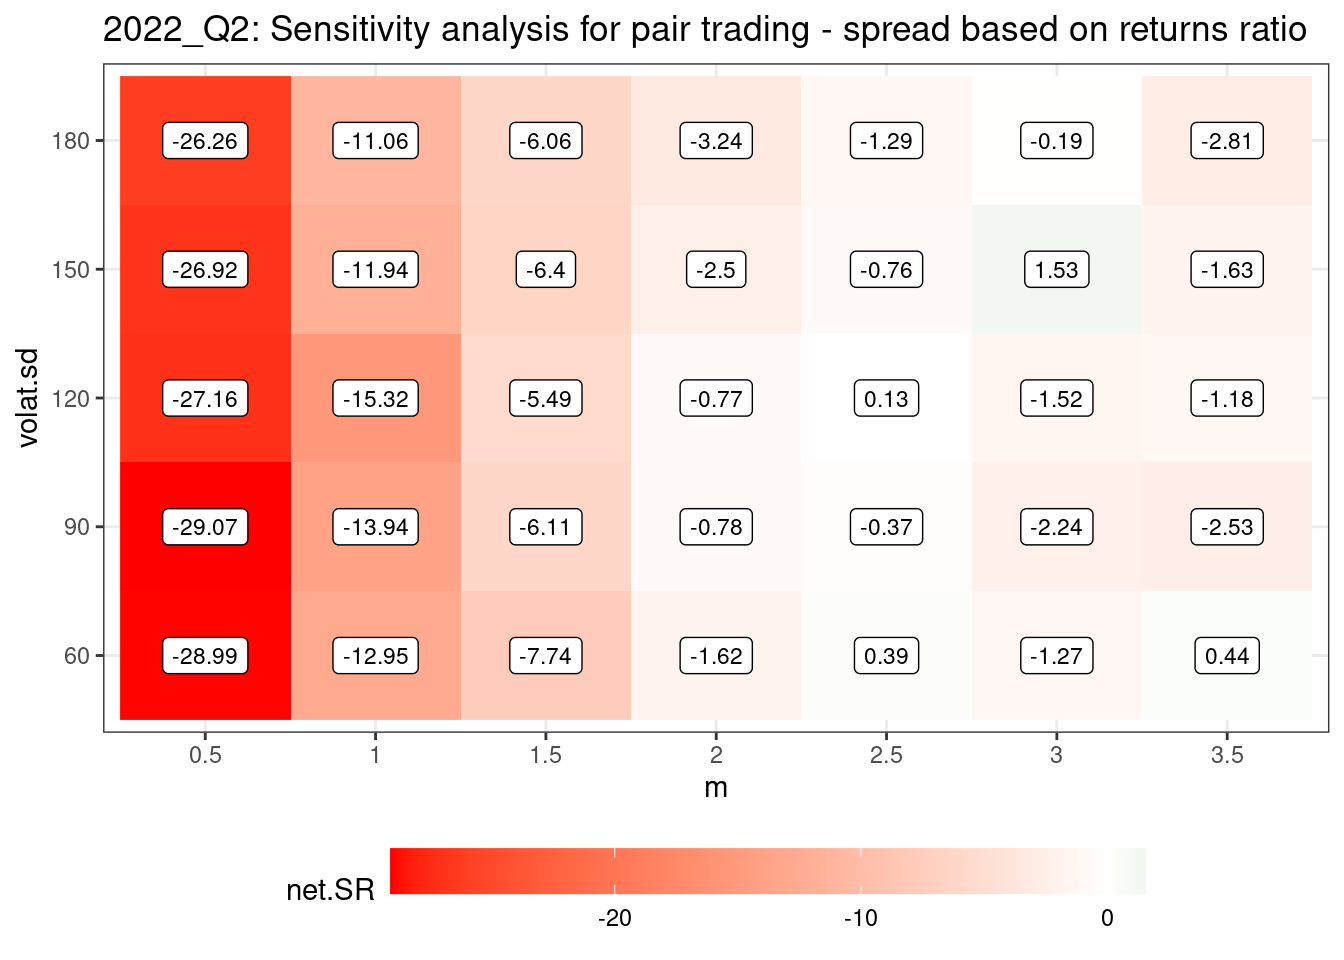 2022_Q2: Sensitivity analysis for pair trading - spread based on returns ratio
180 -26.26 -11.06 -6.06 -3.24 -1.29 -0.19 -2.81
150 -26.92 -11.94 -6.4 -2.5 -0.76 1.53 -1.63
120 -27.16 -15.32 -5.49 -0.77 0.13 -1.52 -1.18
90 -29.07 -13.94 -6.11 -0.78 -0.37 -2.24 -2.53
60 -28.99 -12.95 -7.74 -1.62 0.39 -1.27 0.44
volat.sd
0.5 1 1.5 2 2.5 3 3.5
m
net.SR
-20 -10 0